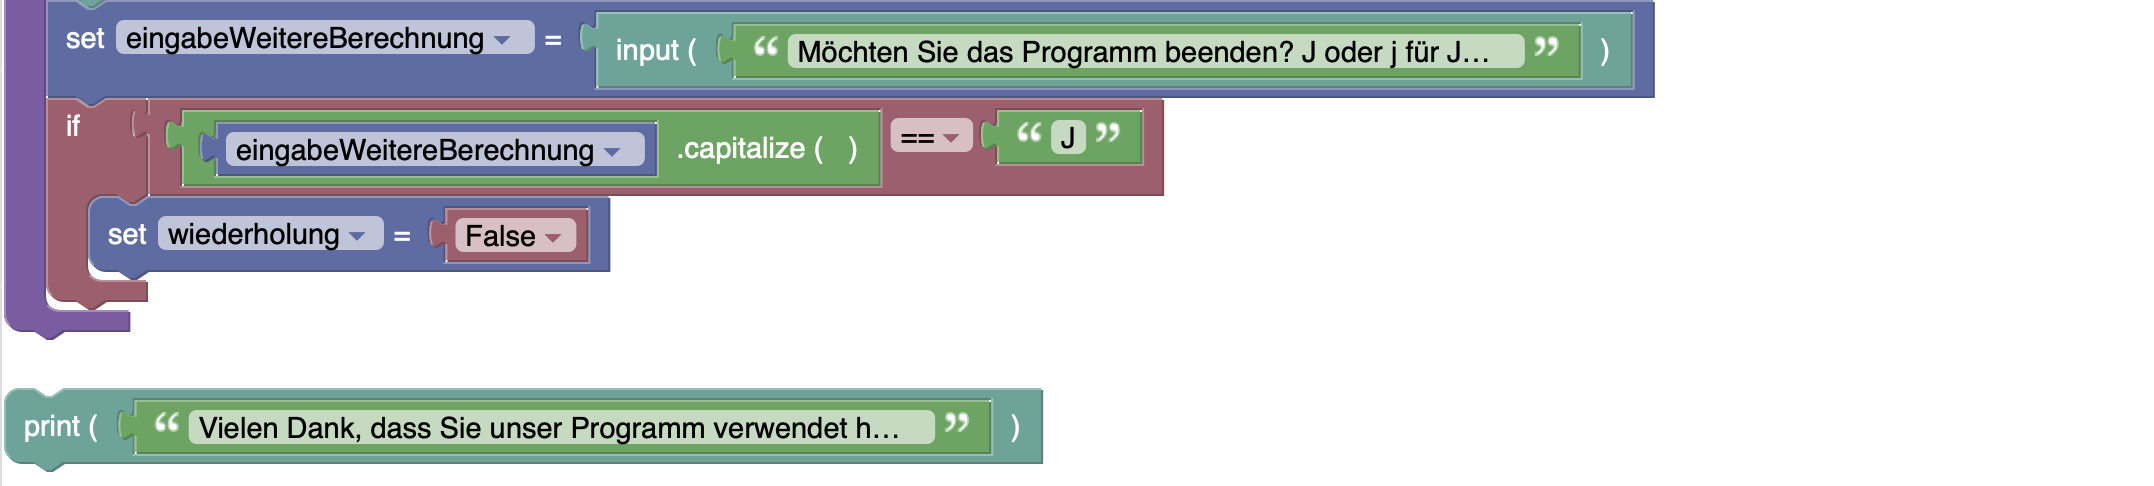 set eingabeWeitereBerechnung = input ( “ Möchten Sie das Programm beenden? J oder j für J... ” )
if eingabeWeitereBerechnung .capitalize ( ) == “ J ”
set wiederholung = False
print ( “ Vielen Dank, dass Sie unser Programm verwendet h... ” )